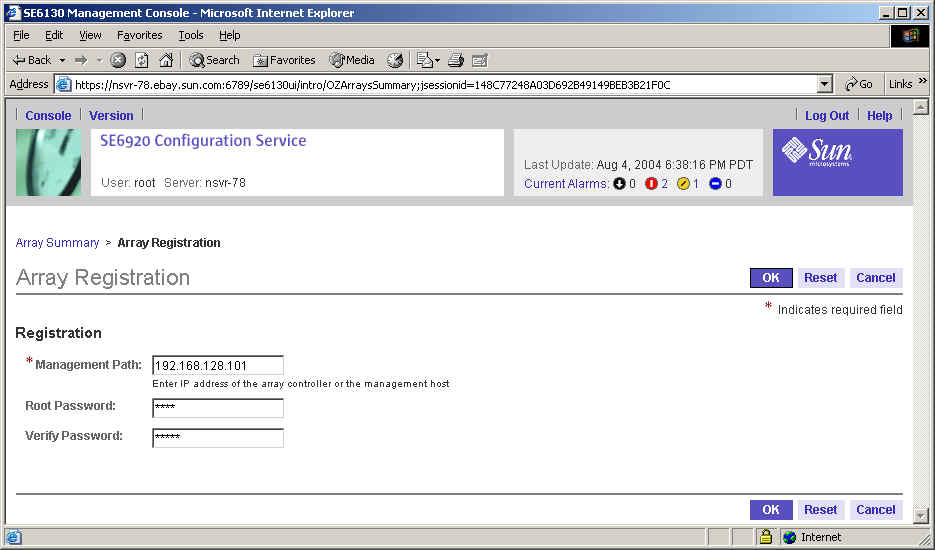 SE6130 Management Console - Microsoft Internet Explorer
File Edit View Favorites Tools Help
Back Search Favorites Media
Address https://nsvr-78.ebay.sun.com:6789/se6130ui/intro/OZArraysSummary;jsessionid=148C77248A03D692B49149BEB3B21F0C Go Links »
Console Version Log Out Help
SE6920 Configuration Service
User: root Server: nsvr-78
Last Update: Aug 4, 2004 6:38:16 PM PDT
Current Alarms: 0 2 1 0
Sun
microsystems
Array Summary > Array Registration
Array Registration OK Reset Cancel
* Indicates required field
Registration
* Management Path: 192.168.128.101
Enter IP address of the array controller or the management host
Root Password: ****
Verify Password: *****
OK Reset Cancel
Internet